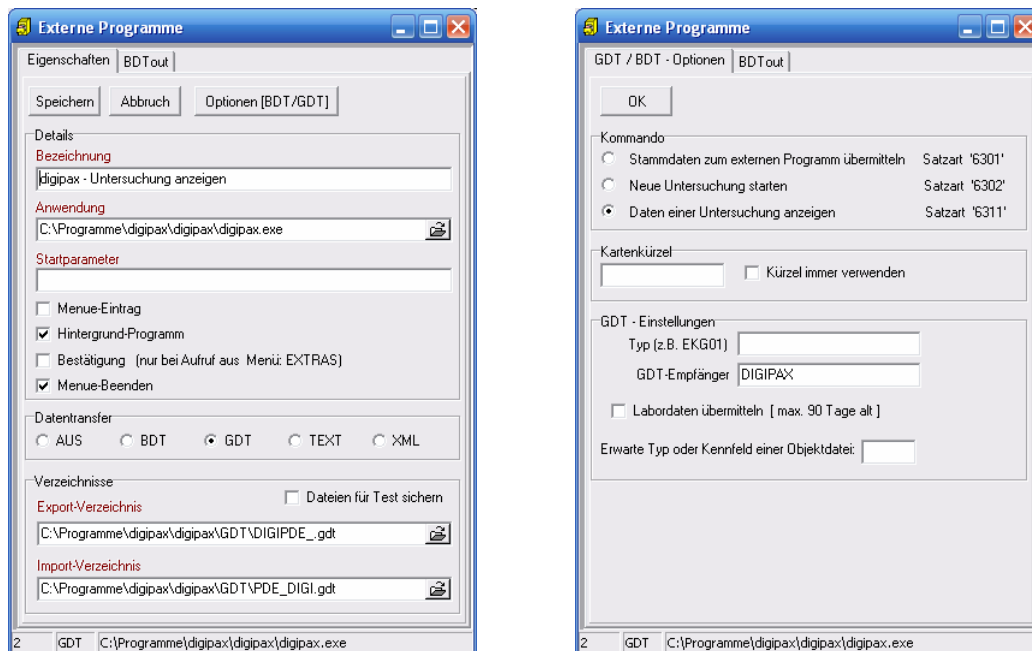 Externe Programme
Eigenschaften BDTout
Speichern Abbruch Optionen [BDT/GDT]
Details
Bezeichnung
digipax - Untersuchung anzeigen
Anwendung
C:\Programme\digipax\digipax\digipax.exe
Startparameter
Menue-Eintrag
Hintergrund-Programm
Bestätigung (nur bei Aufruf aus Menü: EXTRAS)
Menue-Beenden
Datentransfer
AUS BDT GDT TEXT XML
Verzeichnisse
Dateien für Test sichern
Export-Verzeichnis
C:\Programme\digipax\digipax\GDT\DIGIPDE_.gdt
Import-Verzeichnis
C:\Programme\digipax\digipax\GDT\PDE_DIGI.gdt
2 GDT C:\Programme\digipax\digipax\digipax.exe
Externe Programme
GDT / BDT - Optionen BDTout
OK
Kommando
Stammdaten zum externen Programm übermitteln Satzart '6301'
Neue Untersuchung starten Satzart '6302'
Daten einer Untersuchung anzeigen Satzart '6311'
Kartenkürzel
Kürzel immer verwenden
GDT - Einstellungen
Typ (z.B. EKG01)
GDT-Empfänger DIGIPAX
Labordaten übermitteln [ max. 90 Tage alt ]
Erwarte Typ oder Kennfeld einer Objektdatei:
2 GDT C:\Programme\digipax\digipax\digipax.exe